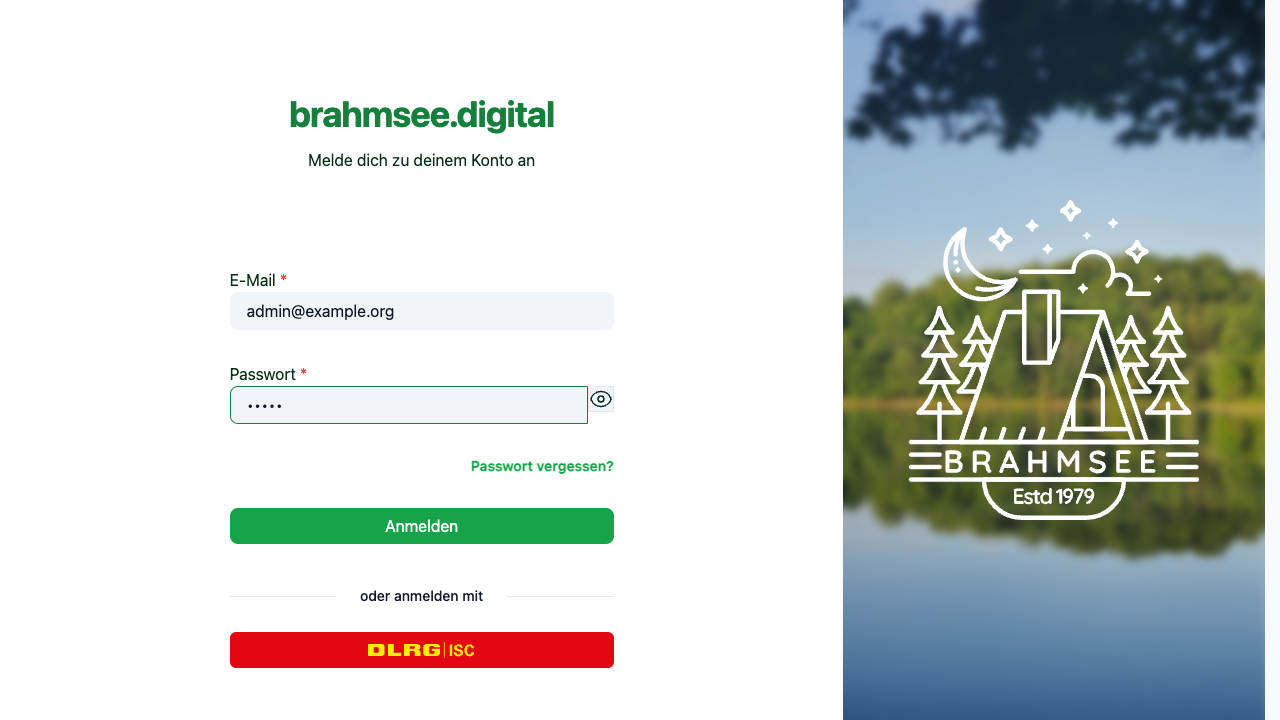 brahmsee.digital
Melde dich zu deinem Konto an
E-Mail *
admin@example.org
Passwort *
•••••
Passwort vergessen?
Anmelden
oder anmelden mit
DLRG | ISC
BRAHMSEE
Estd 1979